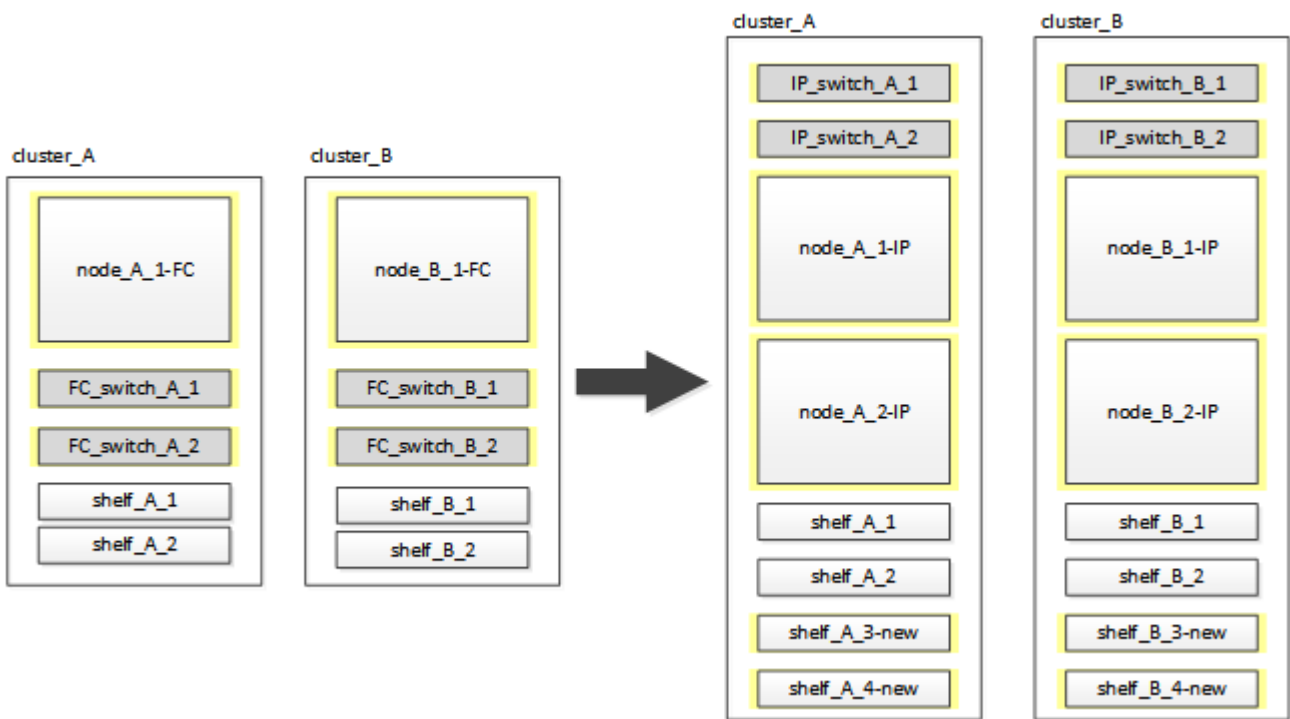 cluster_A
node_A_1-FC
FC_switch_A_1
FC_switch_A_2
shelf_A_1
shelf_A_2
cluster_B
node_B_1-FC
FC_switch_B_1
FC_switch_B_2
shelf_B_1
shelf_B_2
cluster_A
IP_switch_A_1
IP_switch_A_2
node_A_1-IP
node_A_2-IP
shelf_A_1
shelf_A_2
shelf_A_3-new
shelf_A_4-new
cluster_B
IP_switch_B_1
IP_switch_B_2
node_B_1-IP
node_B_2-IP
shelf_B_1
shelf_B_2
shelf_B_3-new
shelf_B_4-new